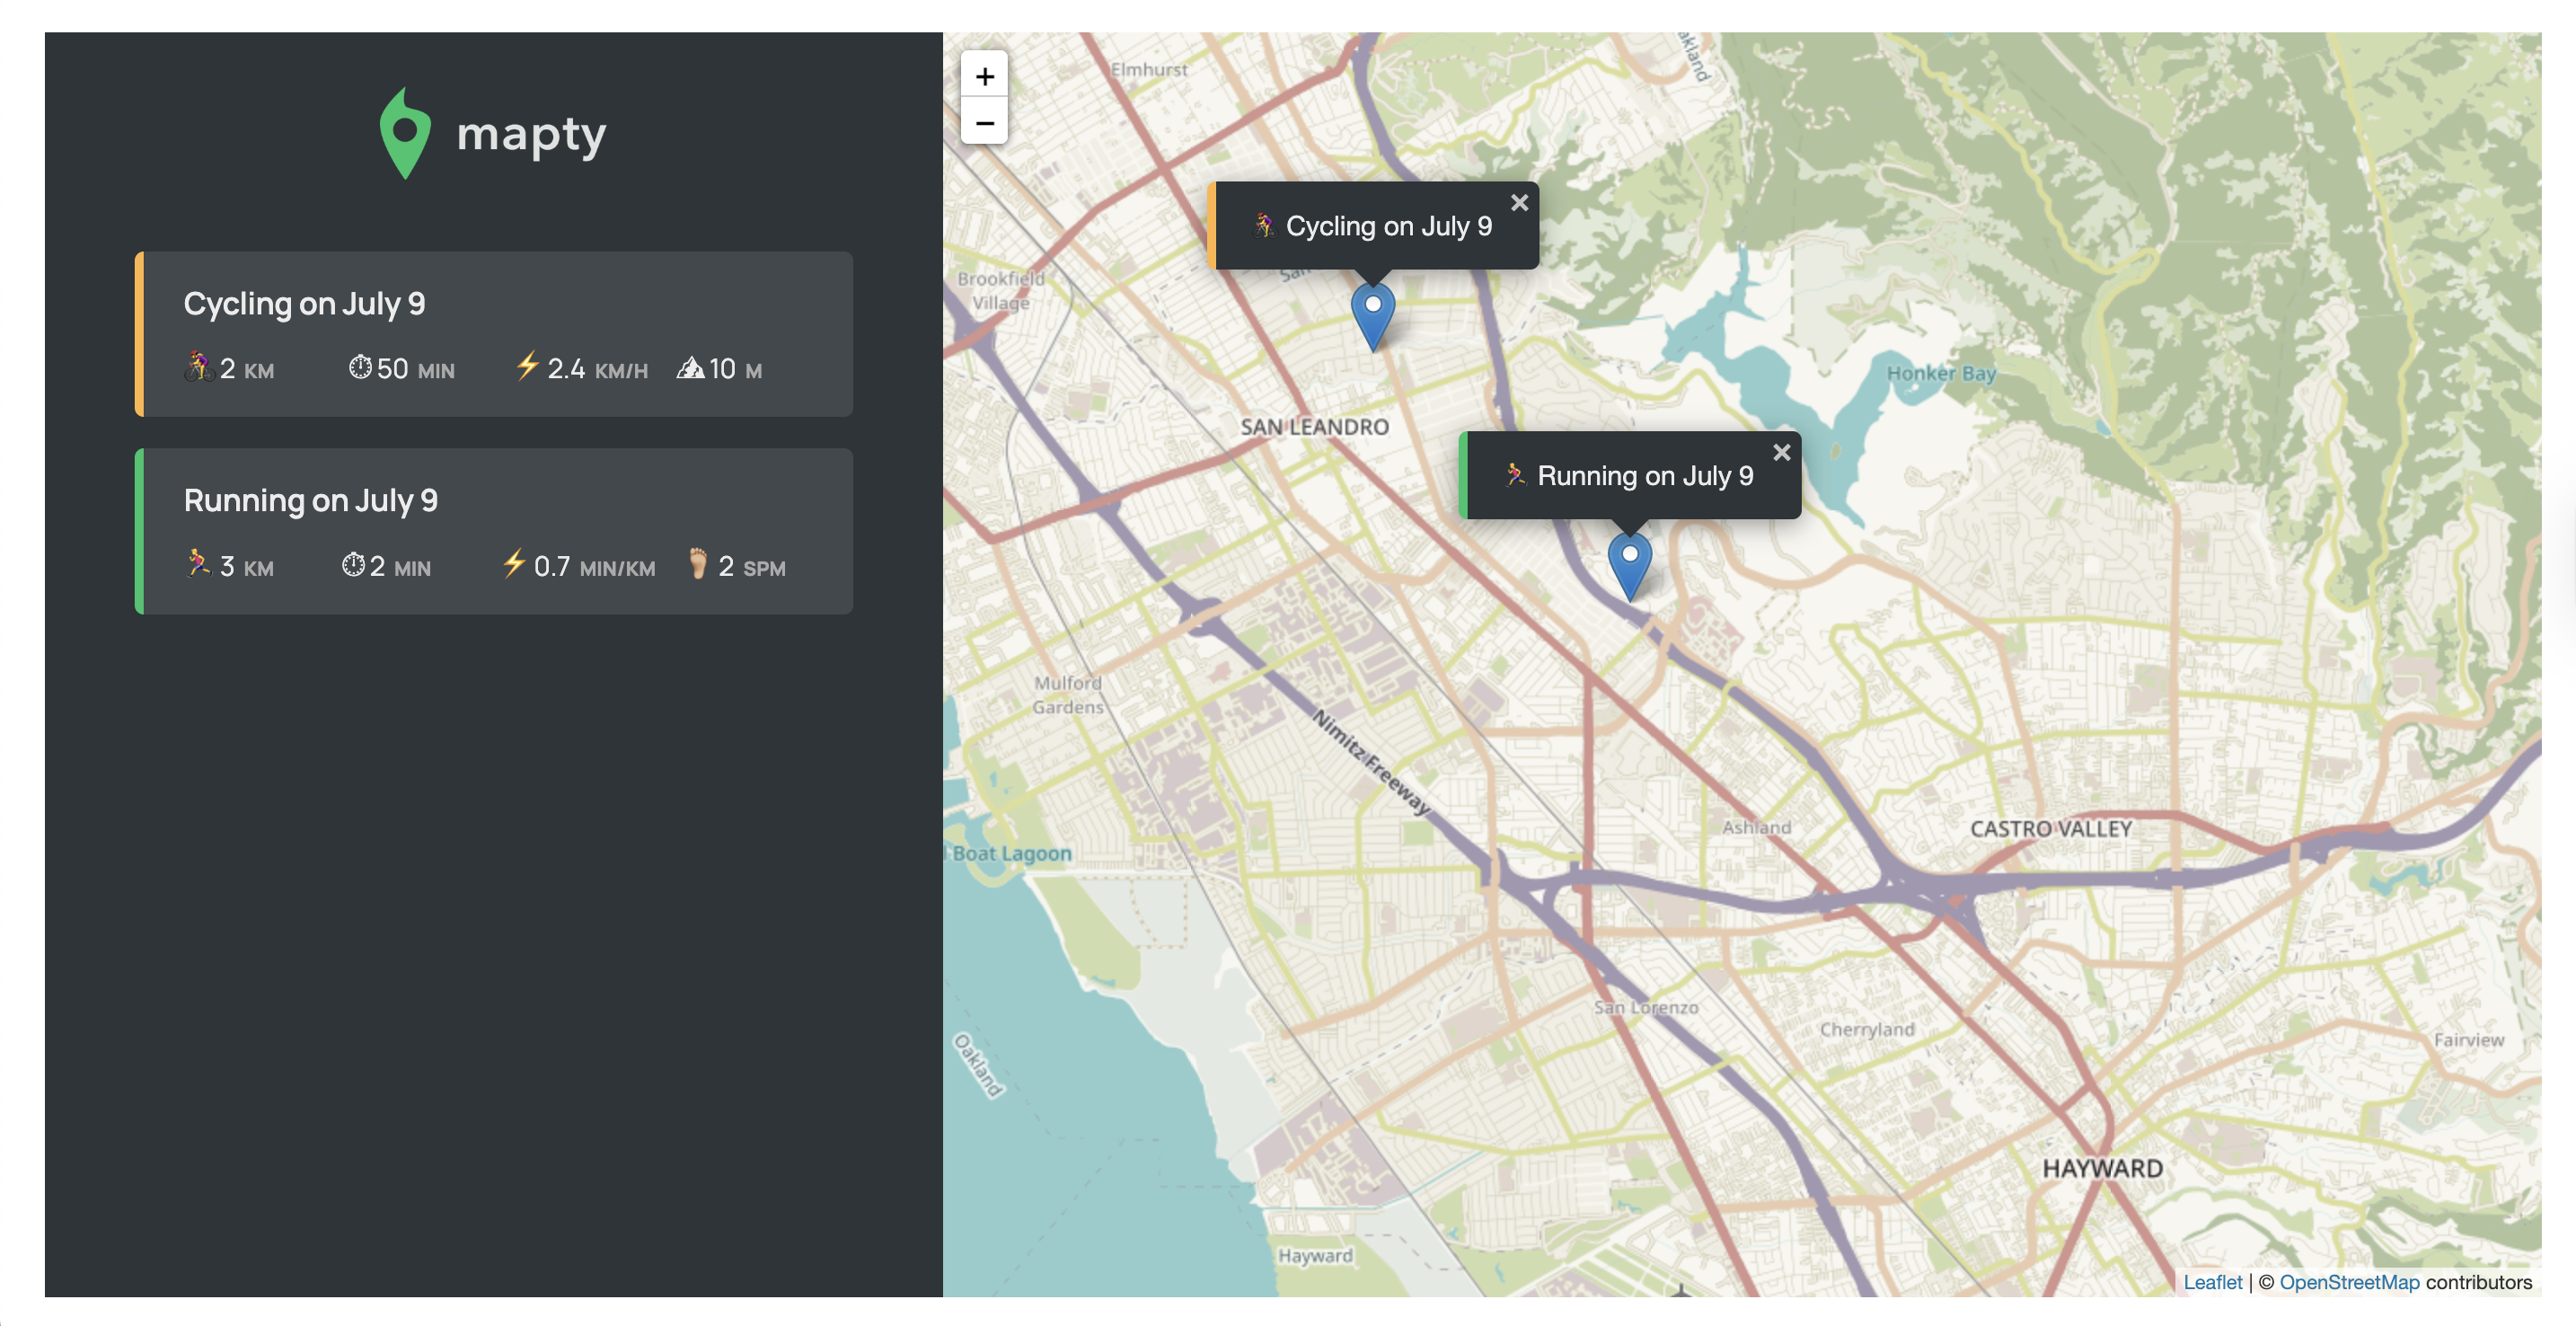 mapty
Cycling on July 9
2 KM 50 MIN 2.4 KM/H 10 M
Running on July 9
3 KM 2 MIN 0.7 MIN/KM 2 SPM
+
−
Elmhurst
akland
Cycling on July 9 ×
Brookfield
Village
San
Honker Bay
SAN LEANDRO
Running on July 9 ×
Mulford
Gardens
Nimitz Freeway
Ashland
CASTRO VALLEY
Boat Lagoon
San Lorenzo
Cherryland
Fairview
Oakland
HAYWARD
Hayward
Leaflet | © OpenStreetMap contributors